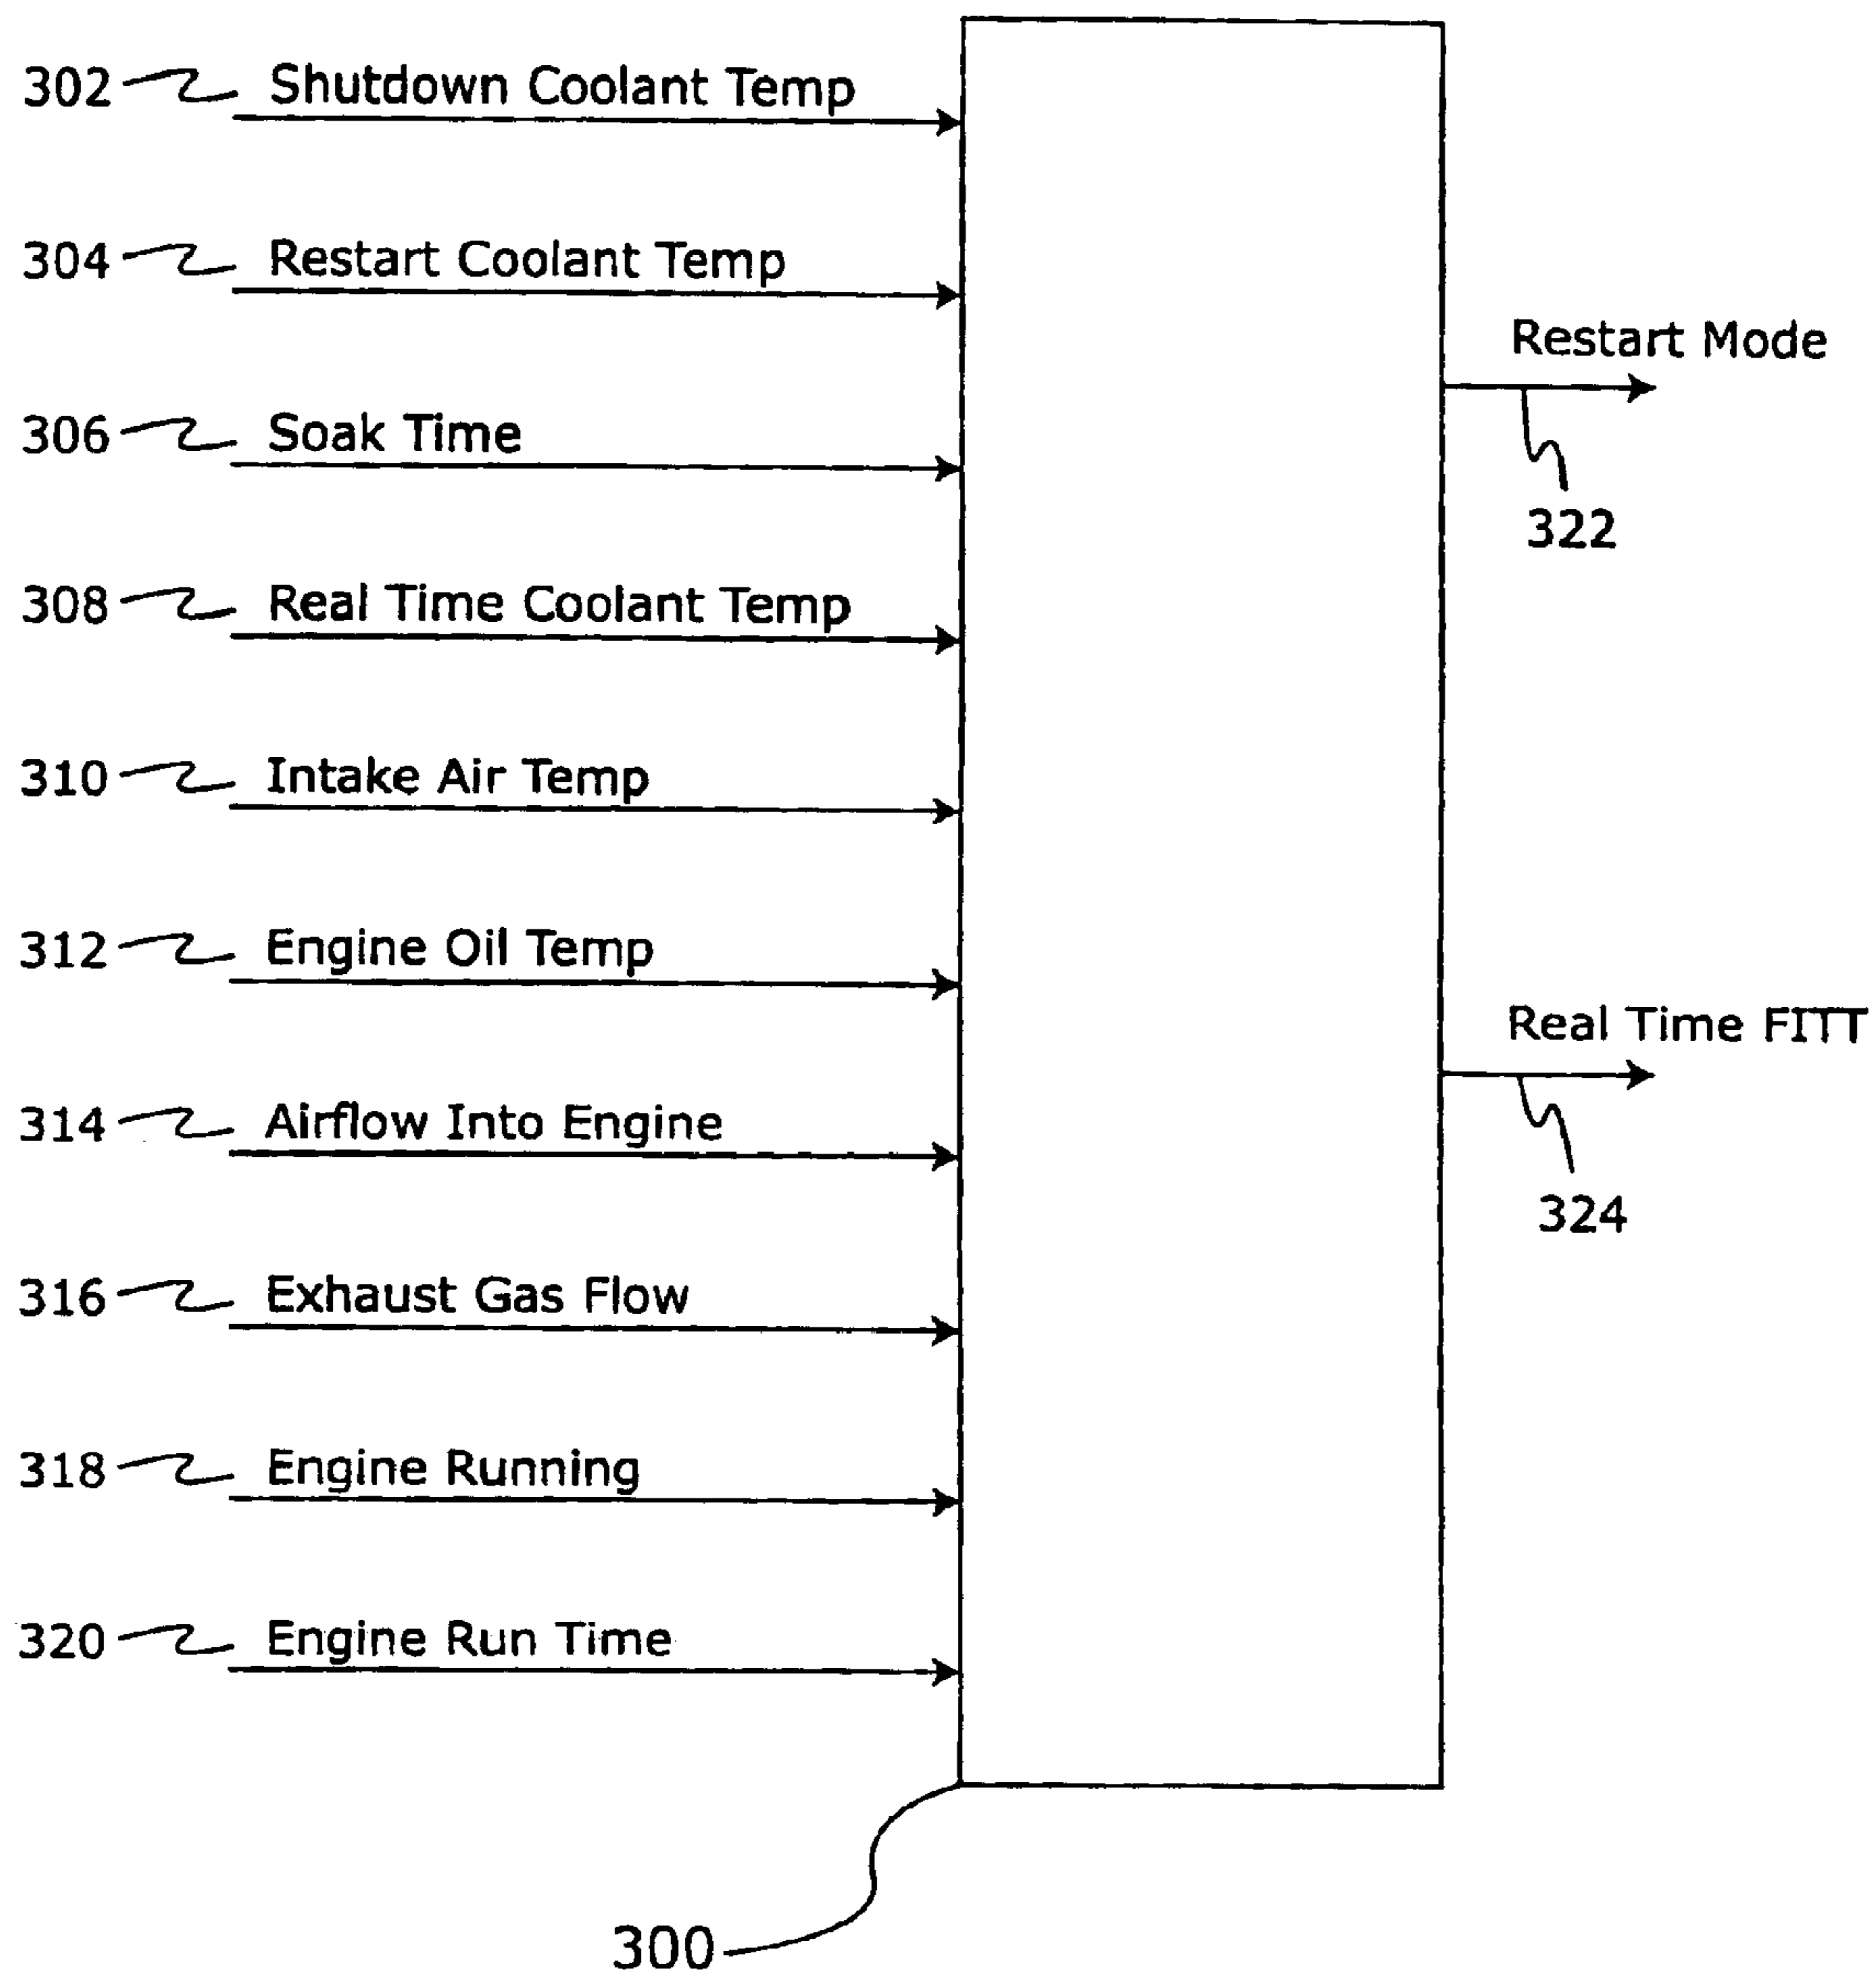 302 Shutdown Coolant Temp
304 Restart Coolant Temp
Restart Mode
322
306 Soak Time
308 Real Time Coolant Temp
310 Intake Air Temp
312 Engine Oil Temp
Real Time FITT
324
314 Airflow Into Engine
316 Exhaust Gas Flow
318 Engine Running
320 Engine Run Time
300